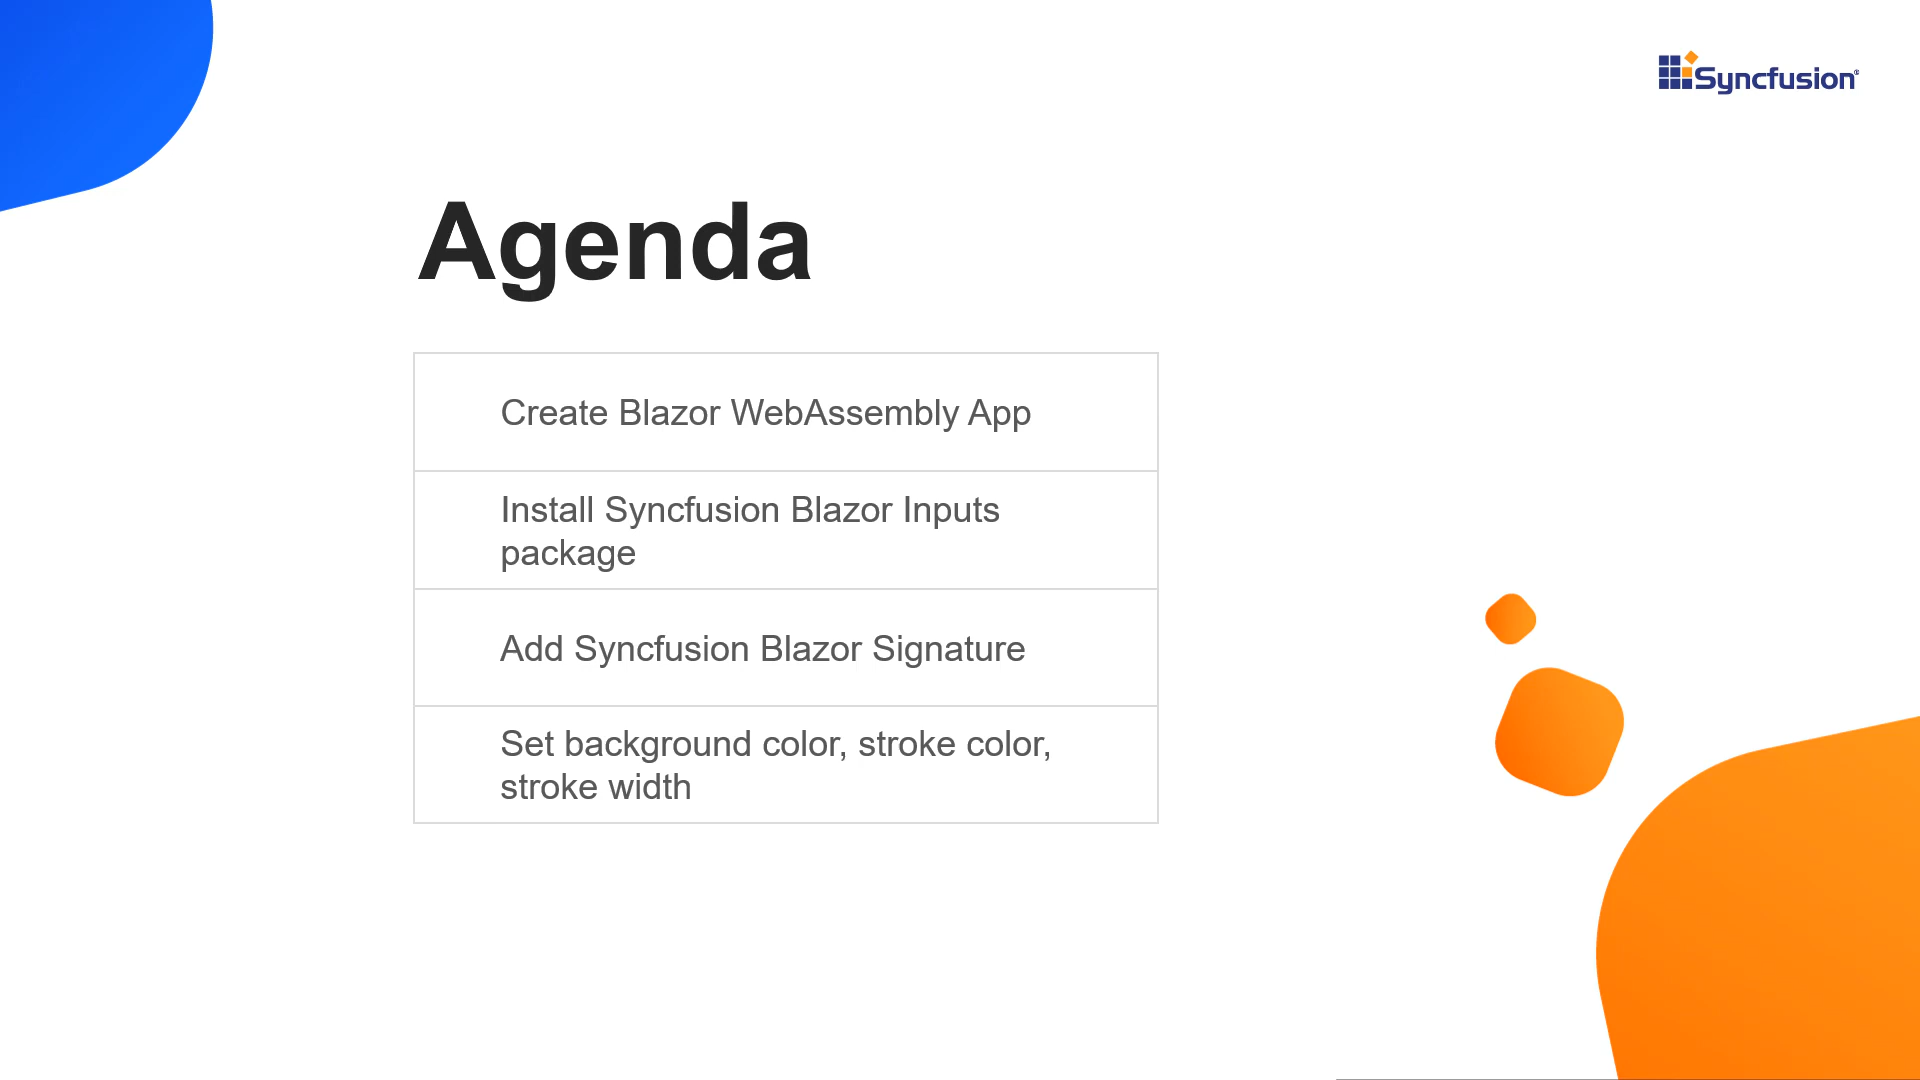 Syncfusion®
Agenda
Create Blazor WebAssembly App
Install Syncfusion Blazor Inputs
package
Add Syncfusion Blazor Signature
Set background color, stroke color,
stroke width